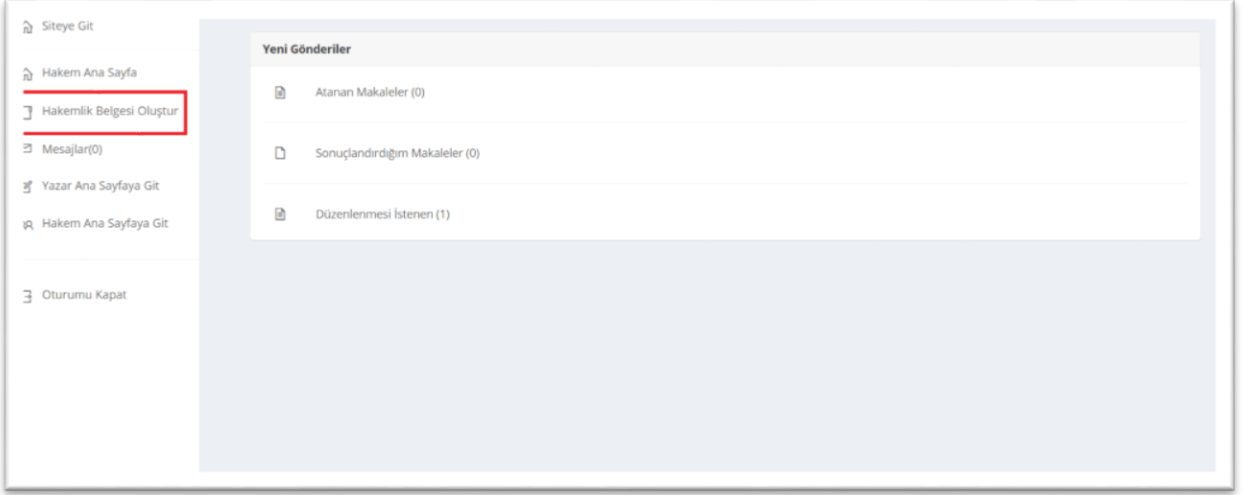 Siteye Git
Hakem Ana Sayfa
Hakemlik Belgesi Oluştur
Mesajlar(0)
Yazar Ana Sayfaya Git
Hakem Ana Sayfaya Git
Oturumu Kapat
Yeni Gönderiler
Atanan Makaleler (0)
Sonuçlandırdığım Makaleler (0)
Düzenlenmesi İstenen (1)